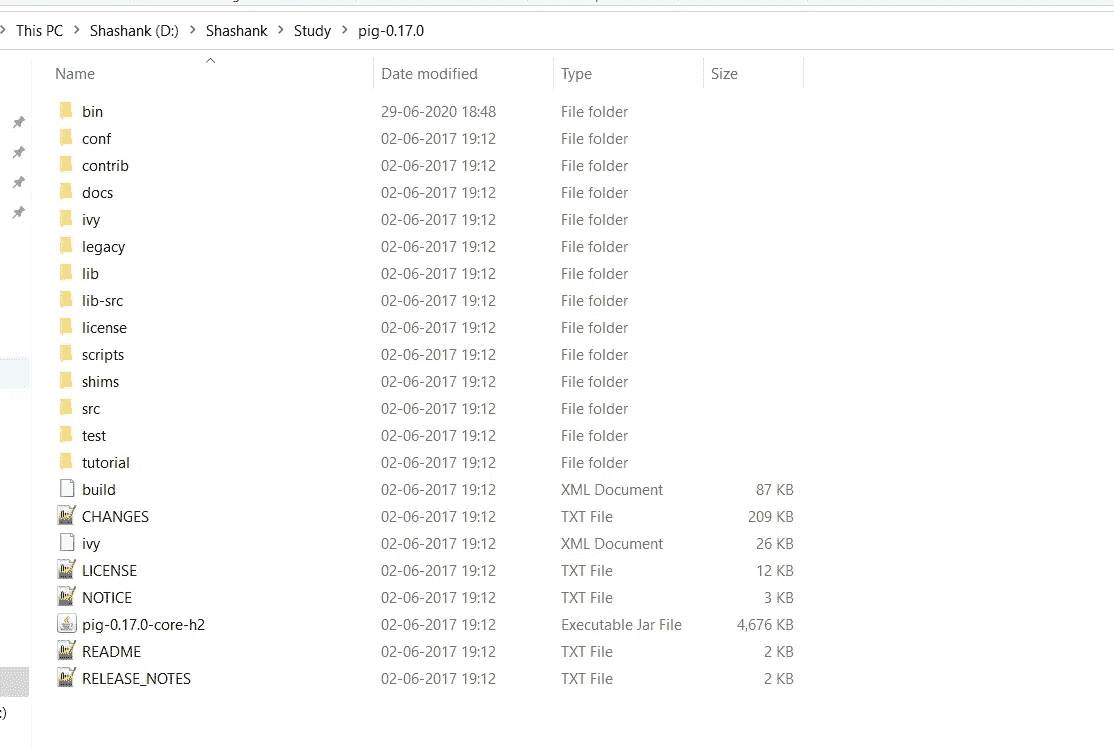 This PC > Shashank (D:) > Shashank > Study > pig-0.17.0
Name Date modified Type Size
bin 29-06-2020 18:48 File folder
conf 02-06-2017 19:12 File folder
contrib 02-06-2017 19:12 File folder
docs 02-06-2017 19:12 File folder
ivy 02-06-2017 19:12 File folder
legacy 02-06-2017 19:12 File folder
lib 02-06-2017 19:12 File folder
lib-src 02-06-2017 19:12 File folder
license 02-06-2017 19:12 File folder
scripts 02-06-2017 19:12 File folder
shims 02-06-2017 19:12 File folder
src 02-06-2017 19:12 File folder
test 02-06-2017 19:12 File folder
tutorial 02-06-2017 19:12 File folder
build 02-06-2017 19:12 XML Document 87 KB
CHANGES 02-06-2017 19:12 TXT File 209 KB
ivy 02-06-2017 19:12 XML Document 26 KB
LICENSE 02-06-2017 19:12 TXT File 12 KB
NOTICE 02-06-2017 19:12 TXT File 3 KB
pig-0.17.0-core-h2 02-06-2017 19:12 Executable Jar File 4,676 KB
README 02-06-2017 19:12 TXT File 2 KB
RELEASE_NOTES 02-06-2017 19:12 TXT File 2 KB
:)